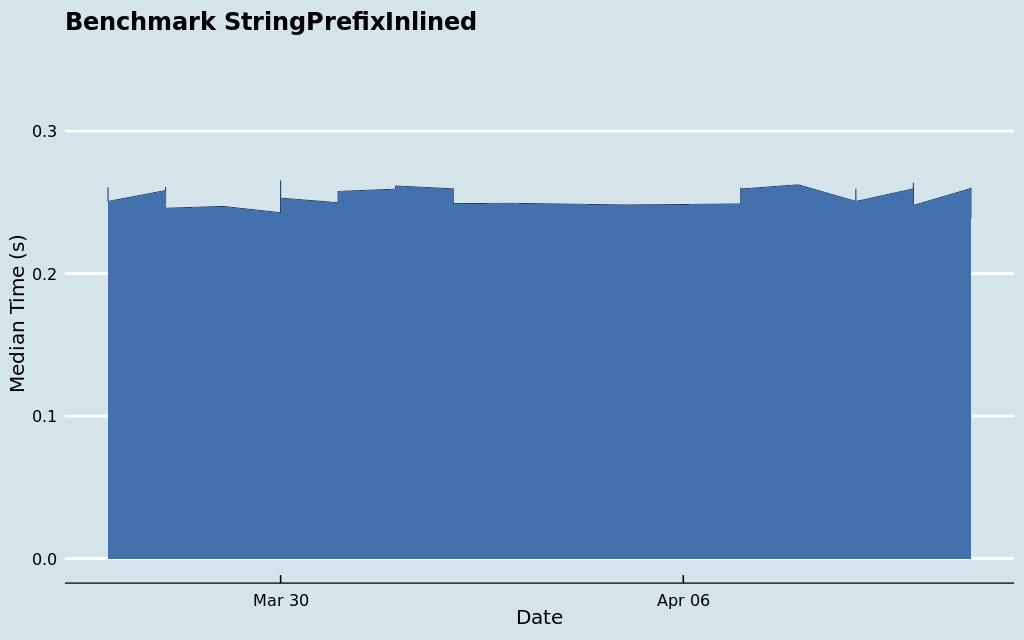 Benchmark StringPrefixInlined
0.3
0.2
0.1
0.0
Median Time (s)
Mar 30
Apr 06
Date